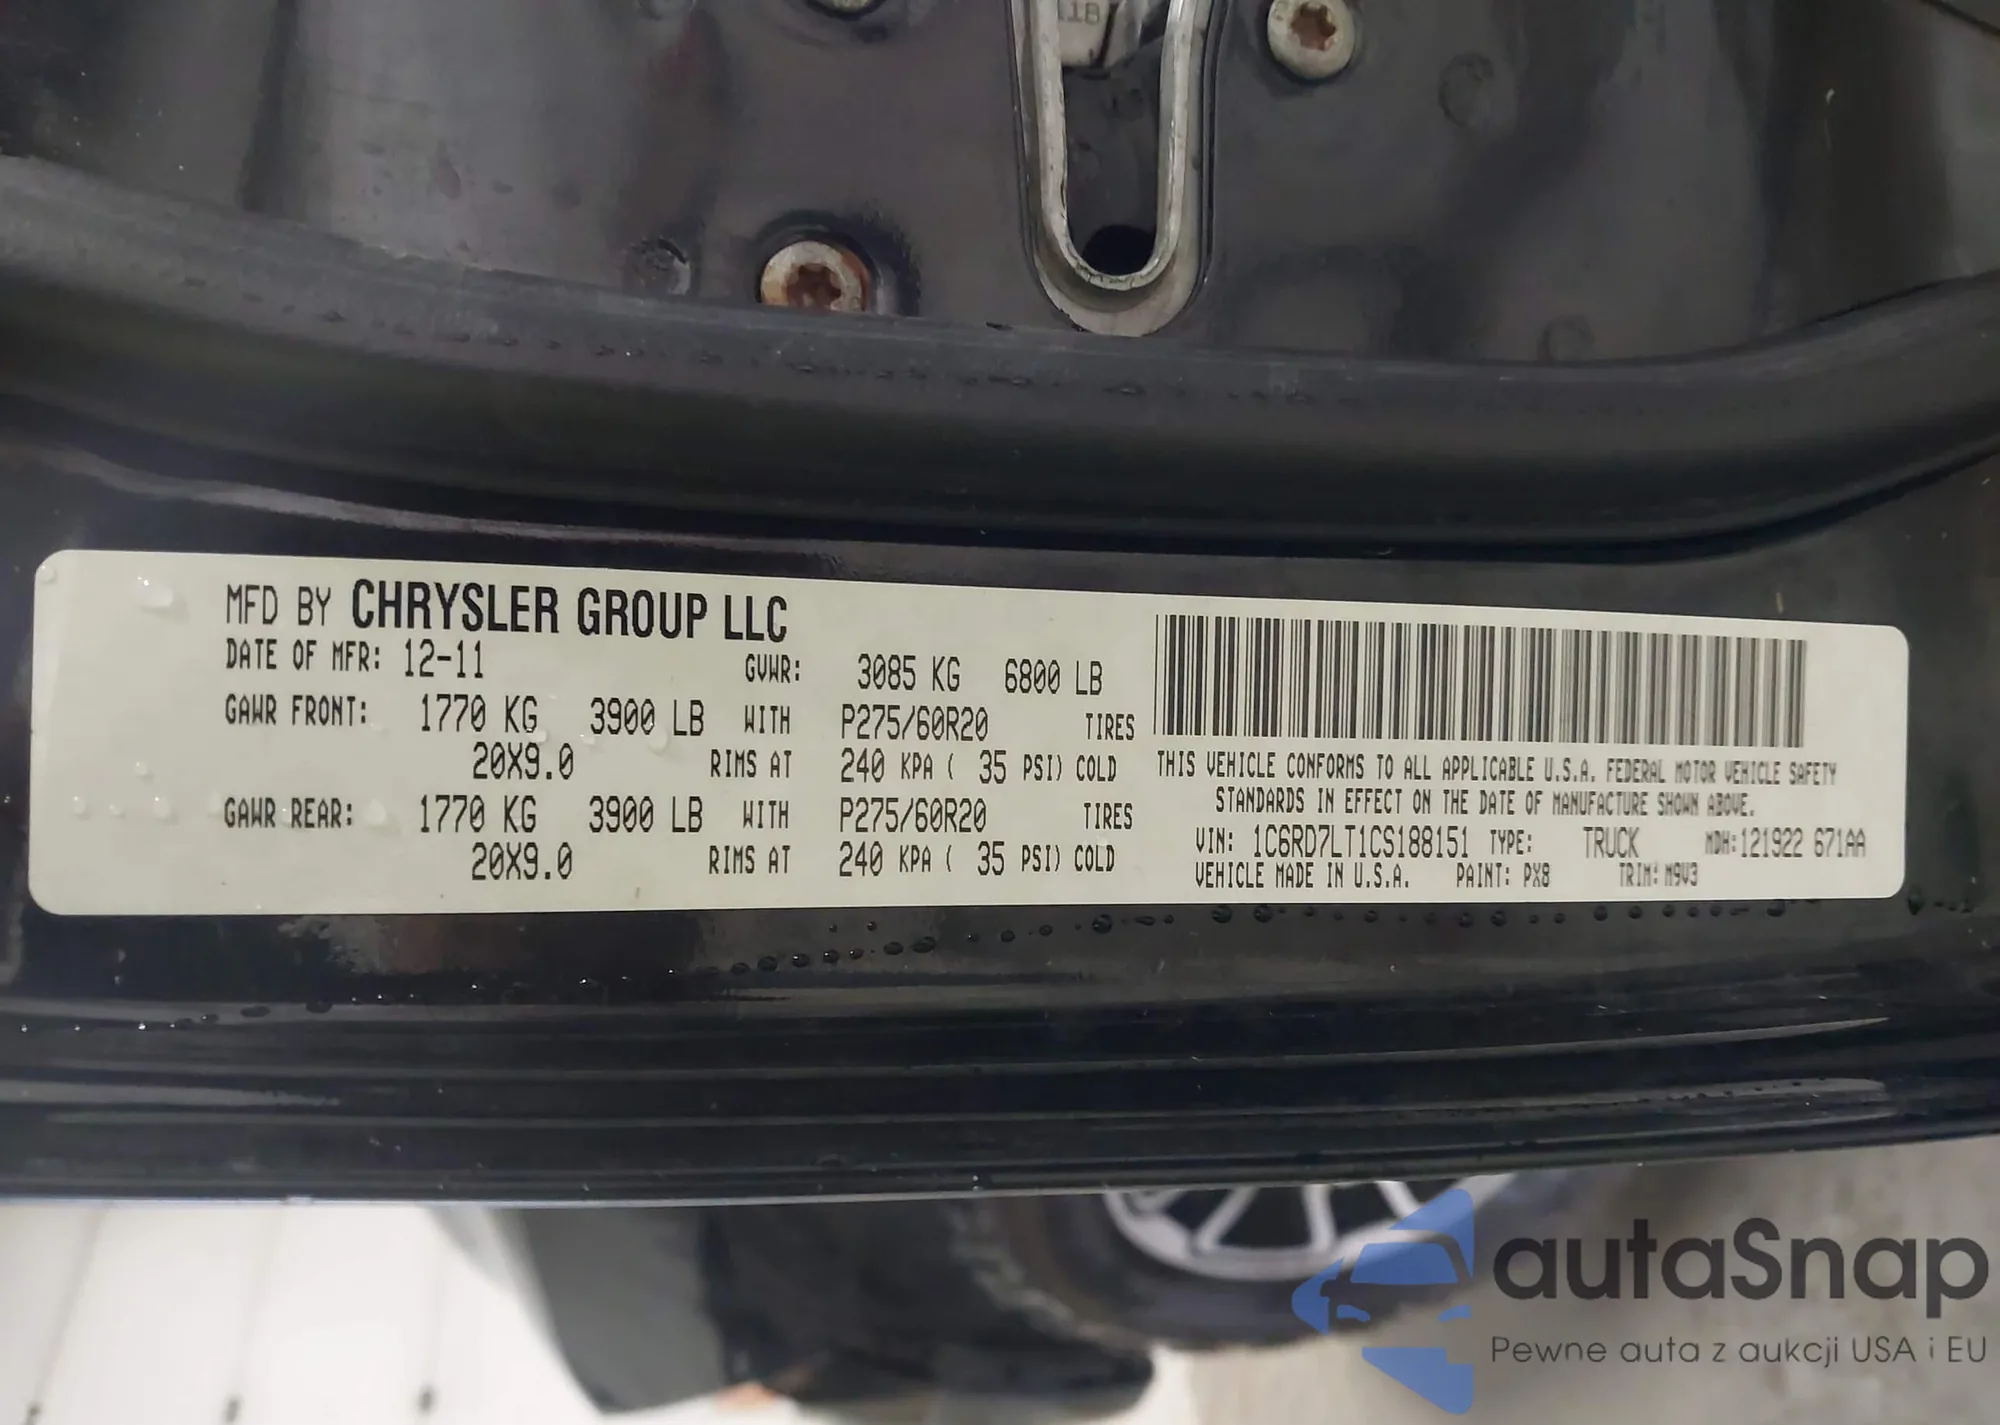 11B
MFD BY CHRYSLER GROUP LLC
DATE OF MFR: 12-11 GVWR: 3085 KG 6800 LB
GAWR FRONT: 1770 KG 3900 LB WITH P275/60R20 TIRES
20X9.0 RIMS AT 240 KPA ( 35 PSI) COLD
GAWR REAR: 1770 KG 3900 LB WITH P275/60R20 TIRES
20X9.0 RIMS AT 240 KPA ( 35 PSI) COLD
THIS VEHICLE CONFORMS TO ALL APPLICABLE U.S.A. FEDERAL MOTOR VEHICLE SAFETY
STANDARDS IN EFFECT ON THE DATE OF MANUFACTURE SHOWN ABOVE.
VIN: 1C6RD7LT1CS188151 TYPE: TRUCK MDH:121922 671AA
VEHICLE MADE IN U.S.A. PAINT: PX8 TRIM: M9V3
autaSnap
Pewne auta z aukcji USA i EU